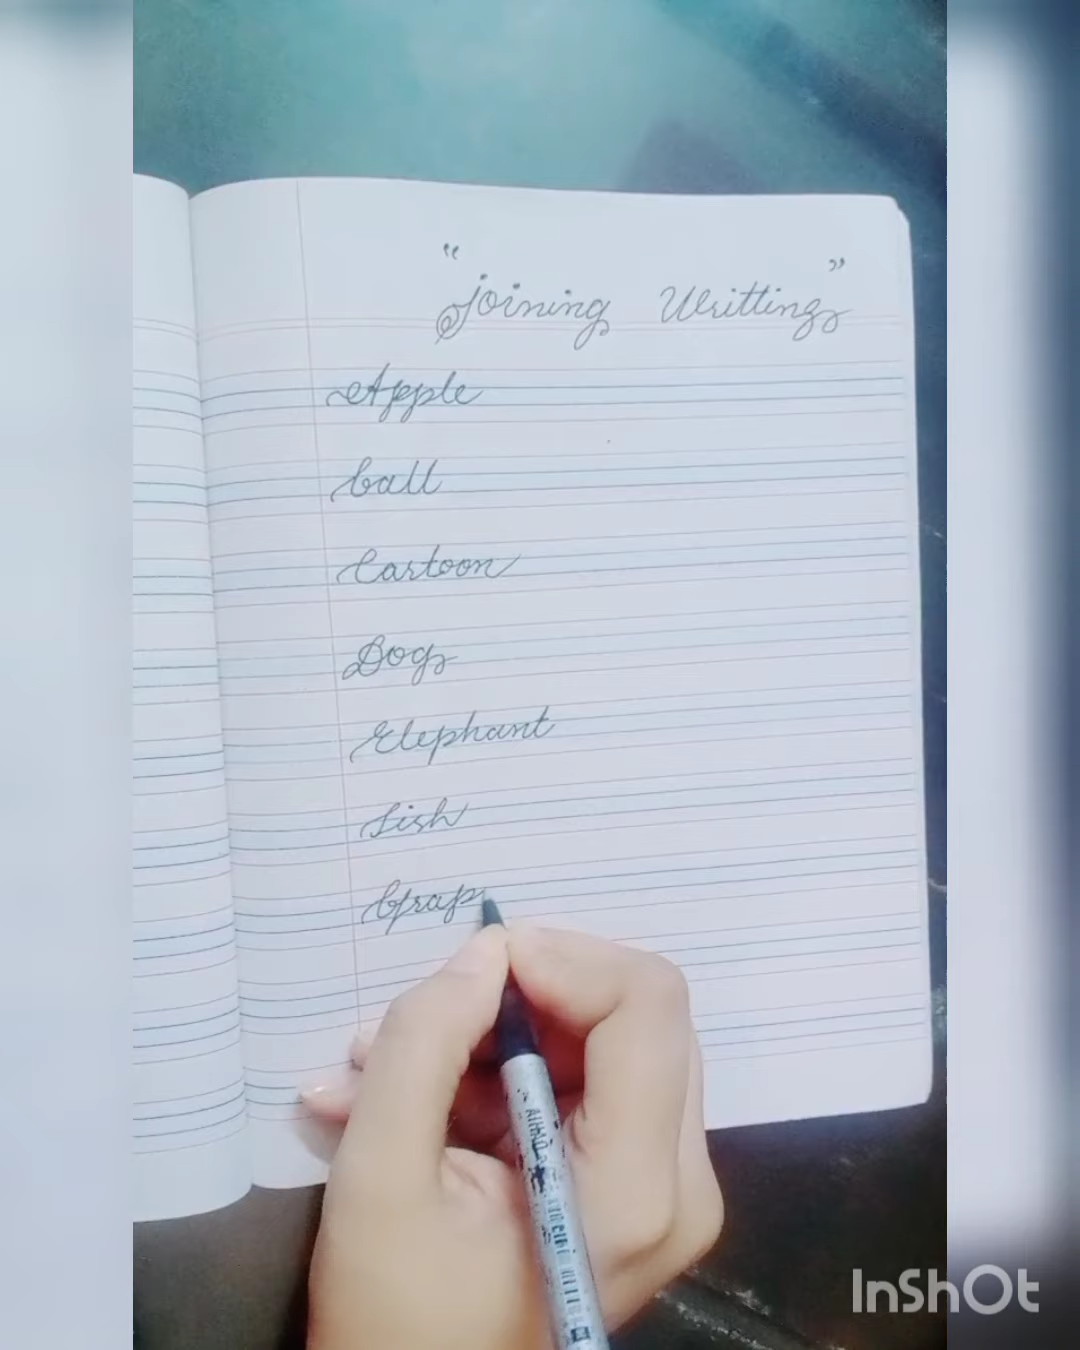 "Joining Writting"
Apple
ball
Cartoon
Dog
Elephant
Fish
Grap
InShOt